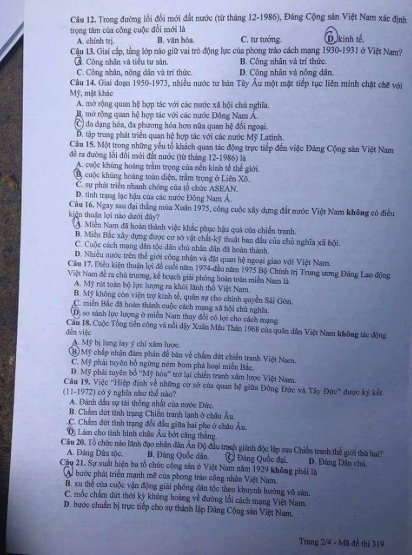 Câu 12. Trong đường lối đổi mới đất nước (từ tháng 12-1986), Đảng Cộng sản Việt Nam xác định
trọng tâm của công cuộc đổi mới là
A. chính trị. B. văn hóa. C. tư tưởng. D. kinh tế.
Câu 13. Giai cấp, tầng lớp nào giữ vai trò động lực của phong trào cách mạng 1930-1931 ở Việt Nam?
A. Công nhân và tiểu tư sản. B. Công nhân và trí thức.
C. Công nhân, nông dân và trí thức. D. Công nhân và nông dân.
Câu 14. Giai đoạn 1950-1973, nhiều nước tư bản Tây Âu một mặt tiếp tục liên minh chặt chẽ với
Mỹ, mặt khác
A. mở rộng quan hệ hợp tác với các nước xã hội chủ nghĩa.
B. mở rộng quan hệ hợp tác với các nước Đông Nam Á.
C. đa dạng hóa, đa phương hóa hơn nữa quan hệ đối ngoại.
D. tập trung phát triển quan hệ hợp tác với các nước Mỹ Latinh.
Câu 15. Một trong những yếu tố khách quan tác động trực tiếp đến việc Đảng Cộng sản Việt Nam
đề ra đường lối đổi mới đất nước (từ tháng 12-1986) là
A. cuộc khủng hoảng trầm trọng của nền kinh tế thế giới.
B. cuộc khủng hoảng toàn diện, trầm trọng ở Liên Xô.
C. sự phát triển nhanh chóng của tổ chức ASEAN.
D. tình trạng lạc hậu của các nước Đông Nam Á.
Câu 16. Ngay sau đại thắng mùa Xuân 1975, công cuộc xây dựng đất nước Việt Nam không có điều
kiện thuận lợi nào dưới đây?
A. Miền Nam đã hoàn thành việc khắc phục hậu quả của chiến tranh.
B. Miền Bắc xây dựng được cơ sở vật chất-kỹ thuật ban đầu của chủ nghĩa xã hội.
C. Cuộc cách mạng dân tộc dân chủ nhân dân đã hoàn thành.
D. Nhiều nước trên thế giới công nhận và đặt quan hệ ngoại giao với Việt Nam.
Câu 17. Điều kiện thuận lợi để cuối năm 1974-đầu năm 1975 Bộ Chính trị Trung ương Đảng Lao động
Việt Nam đề ra chủ trương, kế hoạch giải phóng hoàn toàn miền Nam là
A. Mỹ rút toàn bộ lực lượng ra khỏi lãnh thổ Việt Nam.
B. Mỹ không còn viện trợ kinh tế, quân sự cho chính quyền Sài Gòn.
C. miền Bắc đã hoàn thành cuộc cách mạng xã hội chủ nghĩa.
D. so sánh lực lượng ở miền Nam thay đổi có lợi cho cách mạng.
Câu 18. Cuộc Tổng tiến công và nổi dậy Xuân Mậu Thân 1968 của quân dân Việt Nam không tác động
đến việc
A. Mỹ bị lung lay ý chí xâm lược.
B. Mỹ chấp nhận đàm phán để bàn về chấm dứt chiến tranh Việt Nam.
C. Mỹ phải tuyên bố ngừng ném bom phá hoại miền Bắc.
D. Mỹ phải tuyên bố "Mỹ hóa" trở lại chiến tranh xâm lược Việt Nam.
Câu 19. Việc "Hiệp định về những cơ sở của quan hệ giữa Đông Đức và Tây Đức" được ký kết
(11-1972) có ý nghĩa như thế nào?
A. Đánh dấu sự tái thống nhất của nước Đức.
B. Chấm dứt tình trạng Chiến tranh lạnh ở châu Âu.
C. Chấm dứt tình trạng đối đầu giữa hai phe ở châu Âu.
D. Làm cho tình hình châu Âu bớt căng thẳng.
Câu 20. Tổ chức nào lãnh đạo nhân dân Ấn Độ đấu tranh giành độc lập sau Chiến tranh thế giới thứ hai?
A. Đảng Dân tộc. B. Đảng Quốc dân. C. Đảng Quốc đại. D. Đảng Dân chủ.
Câu 21. Sự xuất hiện ba tổ chức cộng sản ở Việt Nam năm 1929 không phải là
A. bước phát triển mạnh mẽ của phong trào công nhân Việt Nam.
B. xu thế của cuộc vận động giải phóng dân tộc theo khuynh hướng vô sản.
C. mốc chấm dứt thời kỳ khủng hoảng về đường lối cách mạng Việt Nam.
D. bước chuẩn bị trực tiếp cho sự thành lập Đảng Cộng sản Việt Nam.
Trang 2/4 - Mã đề thi 319